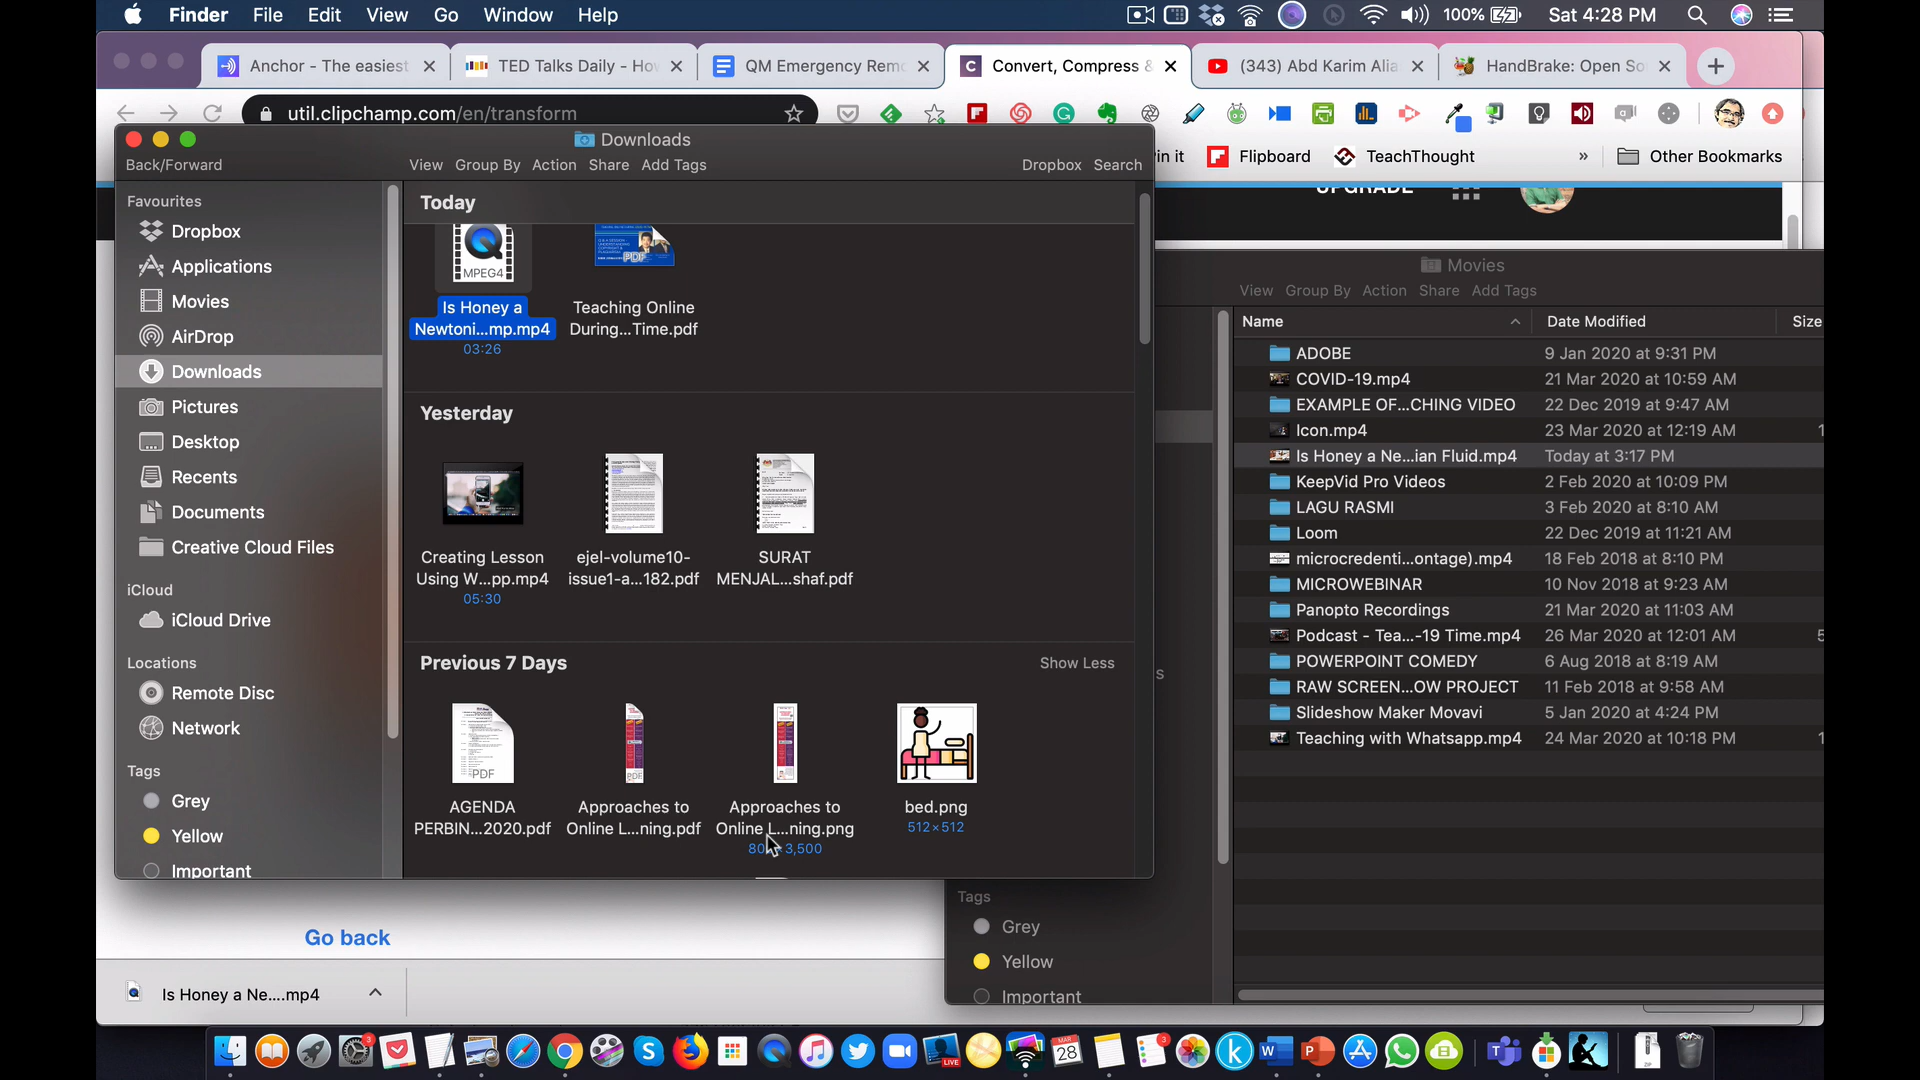 Finder File Edit View Go Window Help
100% Sat 4:28 PM
Anchor - The easiest
TED Talks Daily - Ho
QM Emergency Rem
Convert, Compress &
(343) Abd Karim Alia
HandBrake: Open So
util.clipchamp.com/en/transform
Downloads
Back/Forward
View Group By Action Share Add Tags
Dropbox Search
in it
Flipboard
TeachThought
»
Other Bookmarks
UPGRADE
Favourites
Dropbox
Applications
Movies
AirDrop
Downloads
Pictures
Desktop
Recents
Documents
Creative Cloud Files
iCloud
iCloud Drive
Locations
Remote Disc
Network
Tags
Grey
Yellow
Important
Today
MPEG4
PDF
Is Honey a
Newtoni...mp.mp4
03:26
Teaching Online
During...Time.pdf
Yesterday
Creating Lesson
Using W...pp.mp4
05:30
ejel-volume10-
issue1-a...182.pdf
SURAT
MENJAL...shaf.pdf
Previous 7 Days
Show Less
PDF
AGENDA
PERBIN...2020.pdf
PDF
Approaches to
Online L...ning.pdf
Approaches to
Online L...ning.png
3,500
bed.png
512×512
Movies
View Group By Action Share Add Tags
Name Date Modified Size
ADOBE 9 Jan 2020 at 9:31 PM
COVID-19.mp4 21 Mar 2020 at 10:59 AM
EXAMPLE OF...CHING VIDEO 22 Dec 2019 at 9:47 AM
Icon.mp4 23 Mar 2020 at 12:19 AM 1
Is Honey a Ne...ian Fluid.mp4 Today at 3:17 PM
KeepVid Pro Videos 2 Feb 2020 at 10:09 PM
LAGU RASMI 3 Feb 2020 at 8:10 AM
Loom 22 Dec 2019 at 11:21 AM
microcredenti...ontage).mp4 18 Feb 2018 at 8:10 PM
MICROWEBINAR 10 Nov 2018 at 9:23 AM
Panopto Recordings 21 Mar 2020 at 11:03 AM
Podcast - Tea...-19 Time.mp4 26 Mar 2020 at 12:01 AM 5
POWERPOINT COMEDY 6 Aug 2018 at 8:19 AM
RAW SCREEN...OW PROJECT 11 Feb 2018 at 9:58 AM
Slideshow Maker Movavi 5 Jan 2020 at 4:24 PM
Teaching with Whatsapp.mp4 24 Mar 2020 at 10:18 PM 1
s
Tags
Grey
Yellow
Important
Go back
Is Honey a Ne....mp4
3
LIVE
MAR
28
3
ZIP